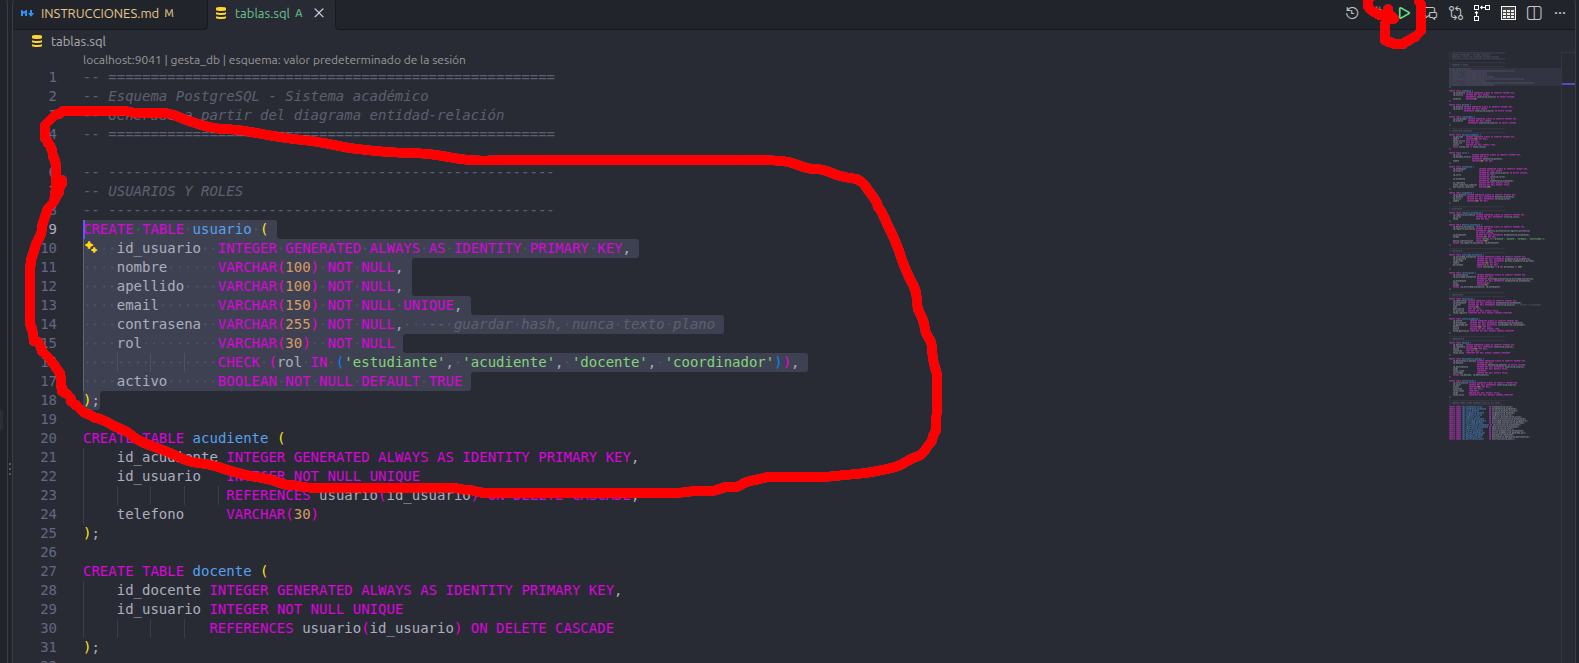 INSTRUCCIONES.md M
tablas.sql A
tablas.sql
localhost:9041 | gesta_db | esquema: valor predeterminado de la sesión
1 -- =====================================================
2 -- Esquema PostgreSQL - Sistema académico
partir del diagrama entidad-relación
4 -- =====================================================
-- -----------------------------------------------------
-- USUARIOS Y ROLES
8 -- -----------------------------------------------------
9 CREATE TABLE usuario (
10 id_usuario INTEGER GENERATED ALWAYS AS IDENTITY PRIMARY KEY,
11 nombre VARCHAR(100) NOT NULL,
12 apellido VARCHAR(100) NOT NULL,
13 email VARCHAR(150) NOT NULL UNIQUE,
14 contrasena VARCHAR(255) NOT NULL, -- guardar hash, nunca texto plano
15 rol VARCHAR(30) NOT NULL
CHECK (rol IN ('estudiante', 'acudiente', 'docente', 'coordinador')),
17 activo BOOLEAN NOT NULL DEFAULT TRUE
18 );
19
20 CREATE TABLE acudiente (
21 id_acudiente INTEGER GENERATED ALWAYS AS IDENTITY PRIMARY KEY,
22 id_usuario INTEGER NOT NULL UNIQUE
23 REFERENCES usuario(id_usuario) ON DELETE CASCADE,
24 telefono VARCHAR(30)
25 );
26
27 CREATE TABLE docente (
28 id_docente INTEGER GENERATED ALWAYS AS IDENTITY PRIMARY KEY,
29 id_usuario INTEGER NOT NULL UNIQUE
30 REFERENCES usuario(id_usuario) ON DELETE CASCADE
31 );